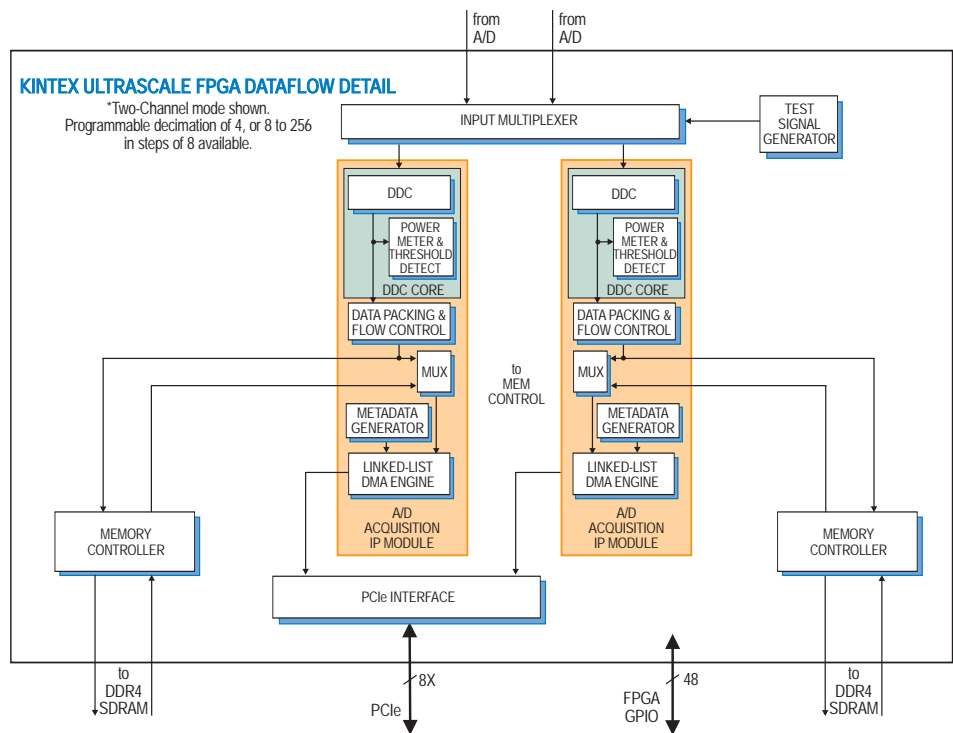 from
A/D
from
A/D
KINTEX ULTRASCALE FPGA DATAFLOW DETAIL
*Two-Channel mode shown.
Programmable decimation of 4, or 8 to 256
in steps of 8 available.
INPUT MULTIPLEXER
TEST
SIGNAL
GENERATOR
DDC
POWER
METER &
THRESHOLD
DETECT
DDC CORE
DATA PACKING &
FLOW CONTROL
MUX
METADATA
GENERATOR
LINKED-LIST
DMA ENGINE
A/D
ACQUISITION
IP MODULE
to
MEM
CONTROL
DDC
POWER
METER &
THRESHOLD
DETECT
DDC CORE
DATA PACKING &
FLOW CONTROL
MUX
METADATA
GENERATOR
LINKED-LIST
DMA ENGINE
A/D
ACQUISITION
IP MODULE
MEMORY
CONTROLLER
MEMORY
CONTROLLER
PCIe INTERFACE
to
DDR4
SDRAM
8X
PCIe
48
FPGA
GPIO
to
DDR4
SDRAM